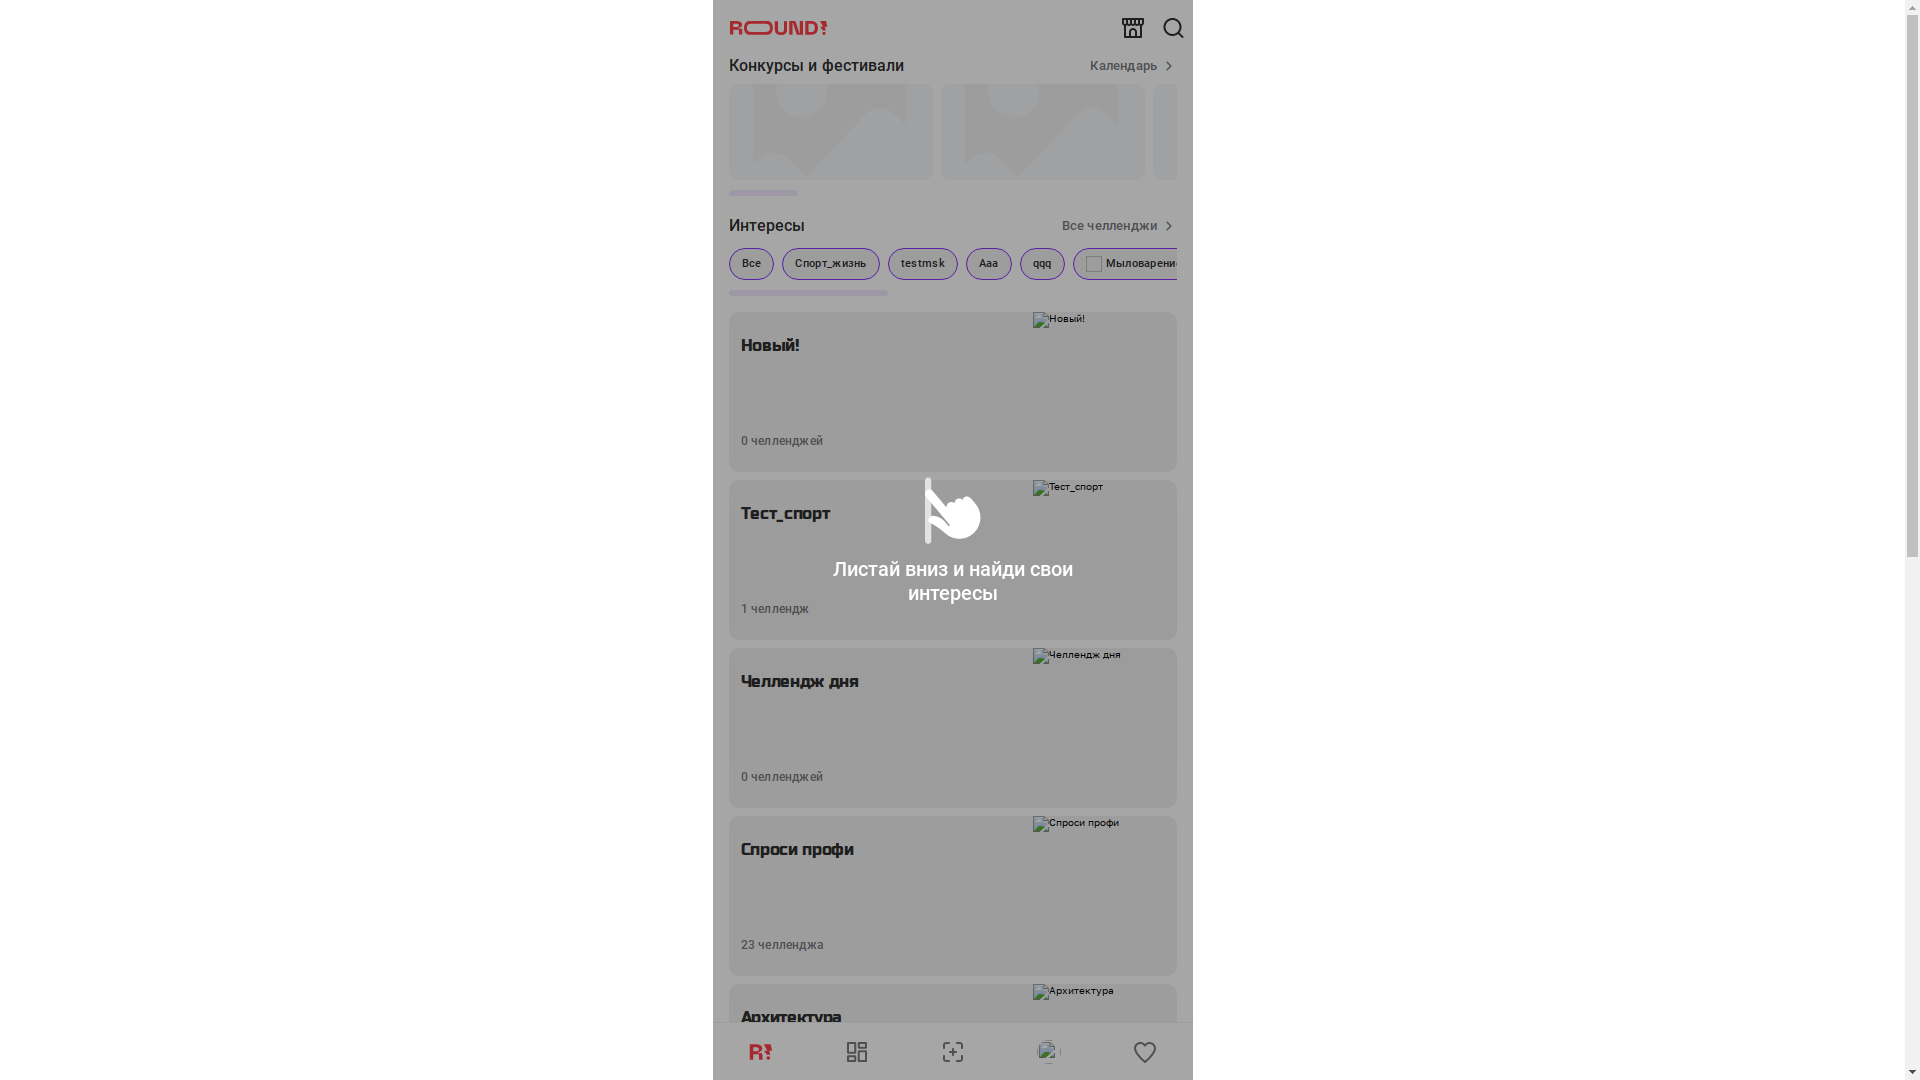 ROUND!
Конкурсы и фестивали
Календарь
Интересы
Все челленджи
Все
Спорт_жизнь
testmsk
Ааа
qqq
Мыловарение
Новый!
Новый!
0 челленджей
Тест_спорт
Тест_спорт
Листай вниз и найди свои
интересы
1 челлендж
Челлендж дня
Челлендж дня
0 челленджей
Спроси профи
Спроси профи
23 челленджа
Архитектура
Архитектура
R!